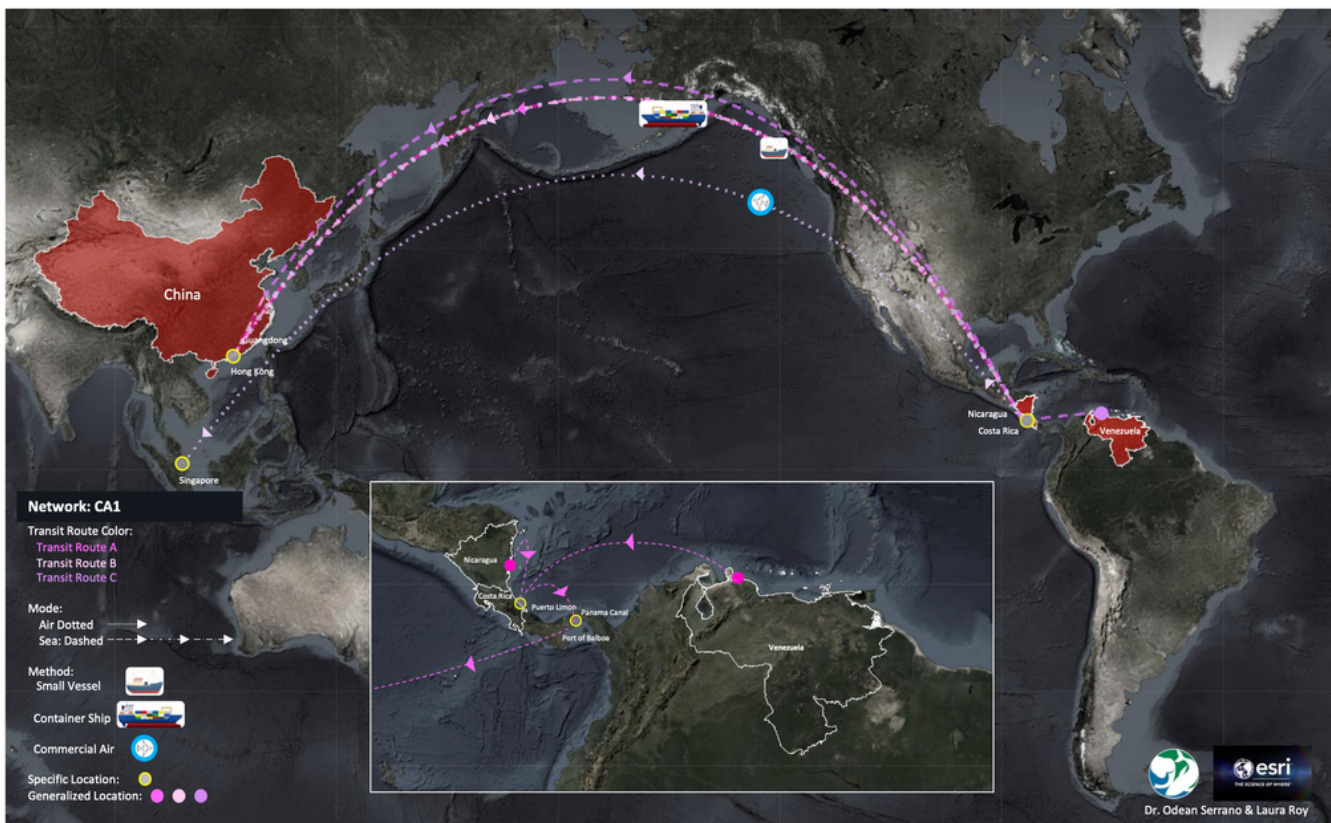 China
Guangdong
Hong Kong
Singapore
Nicaragua
Costa Rica
Venezuela
Network: CA1
Transit Route Color:
Transit Route A
Transit Route B
Transit Route C
Mode:
Air Dotted
Sea: Dashed
Method:
Small Vessel
Container Ship
Commercial Air
Specific Location:
Generalized Location:
Nicaragua
Costa Rica
Puerto Limon
Panama Canal
Port of Balboa
Venezuela
esri
THE SCIENCE OF WHERE
Dr. Odean Serrano & Laura Roy